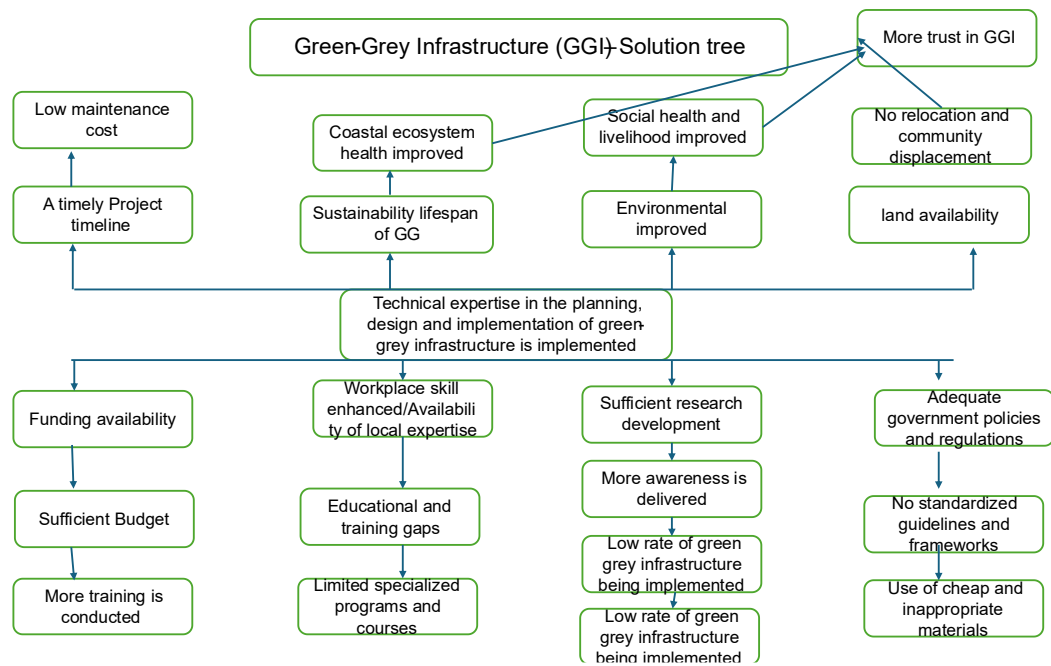 Green-Grey Infrastructure (GGI)-Solution tree
More trust in GGI
Low maintenance
cost
Coastal ecosystem
health improved
Social health and
livelihood improved
No relocation and
community
displacement
A timely Project
timeline
Sustainability lifespan
of GG
Environmental
improved
land availability
Technical expertise in the planning,
design and implementation of green-
grey infrastructure is implemented
Funding availability
Workplace skill
enhanced/Availabili
ty of local expertise
Sufficient research
development
Adequate
government policies
and regulations
Sufficient Budget
Educational and
training gaps
More awareness is
delivered
No standardized
guidelines and
frameworks
Low rate of green
grey infrastructure
being implemented
More training is
conducted
Limited specialized
programs and
courses
Low rate of green
grey infrastructure
being implemented
Use of cheap and
inappropriate
materials